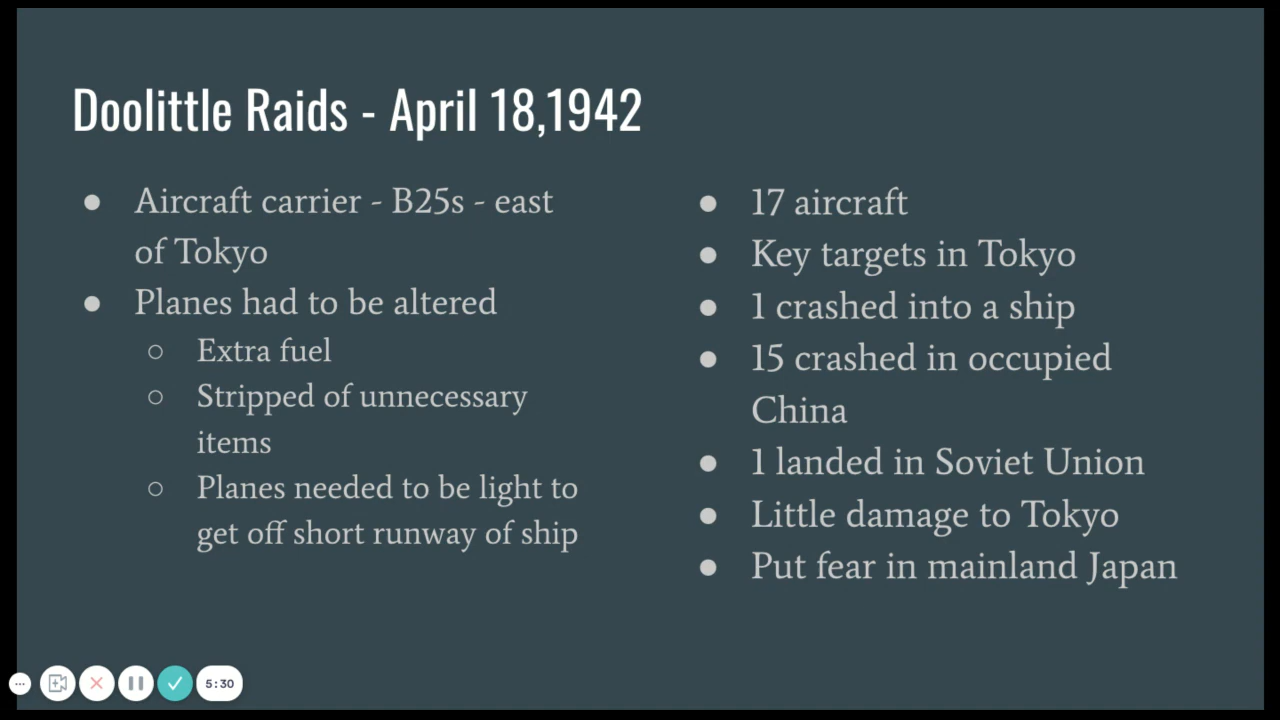 Doolittle Raids - April 18,1942
● Aircraft carrier - B25s - east
of Tokyo
● Planes had to be altered
○ Extra fuel
○ Stripped of unnecessary
items
○ Planes needed to be light to
get off short runway of ship
● 17 aircraft
● Key targets in Tokyo
● 1 crashed into a ship
● 15 crashed in occupied
China
● 1 landed in Soviet Union
● Little damage to Tokyo
● Put fear in mainland Japan
5:30